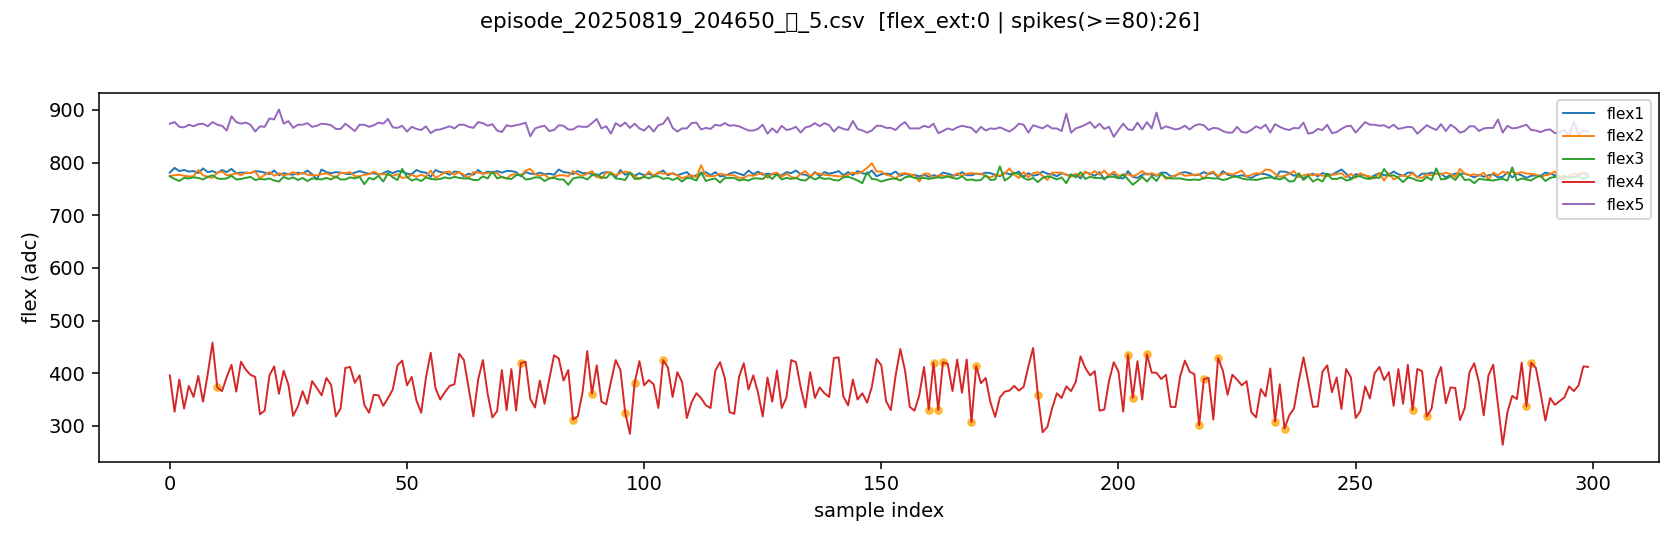 episode_20250819_204650_▯_5.csv  [flex_ext:0 | spikes(>=80):26]
flex (adc)
900
800
700
600
500
400
300
flex1
flex2
flex3
flex4
flex5
0
50
100
150
200
250
300
sample index